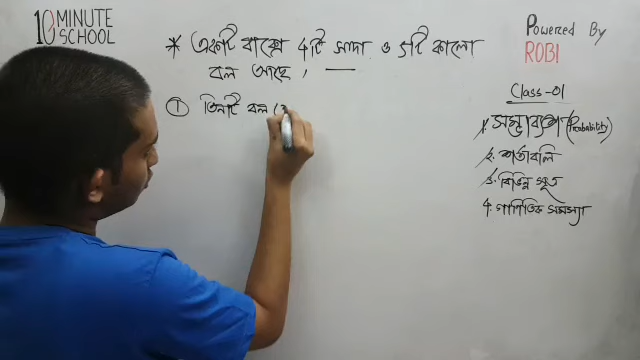 10 MINUTE SCHOOL
Powered By
ROBI
* একটি বাক্সে 4টি সাদা ও 5টি কালো
বল আছে,
① তিনটি বল
Class-01
1. সম্ভাব্যতা (Probability)
2. শর্তাবলি
3. বিভিন্ন সূত্র
4. গাণিতিক সমস্যা